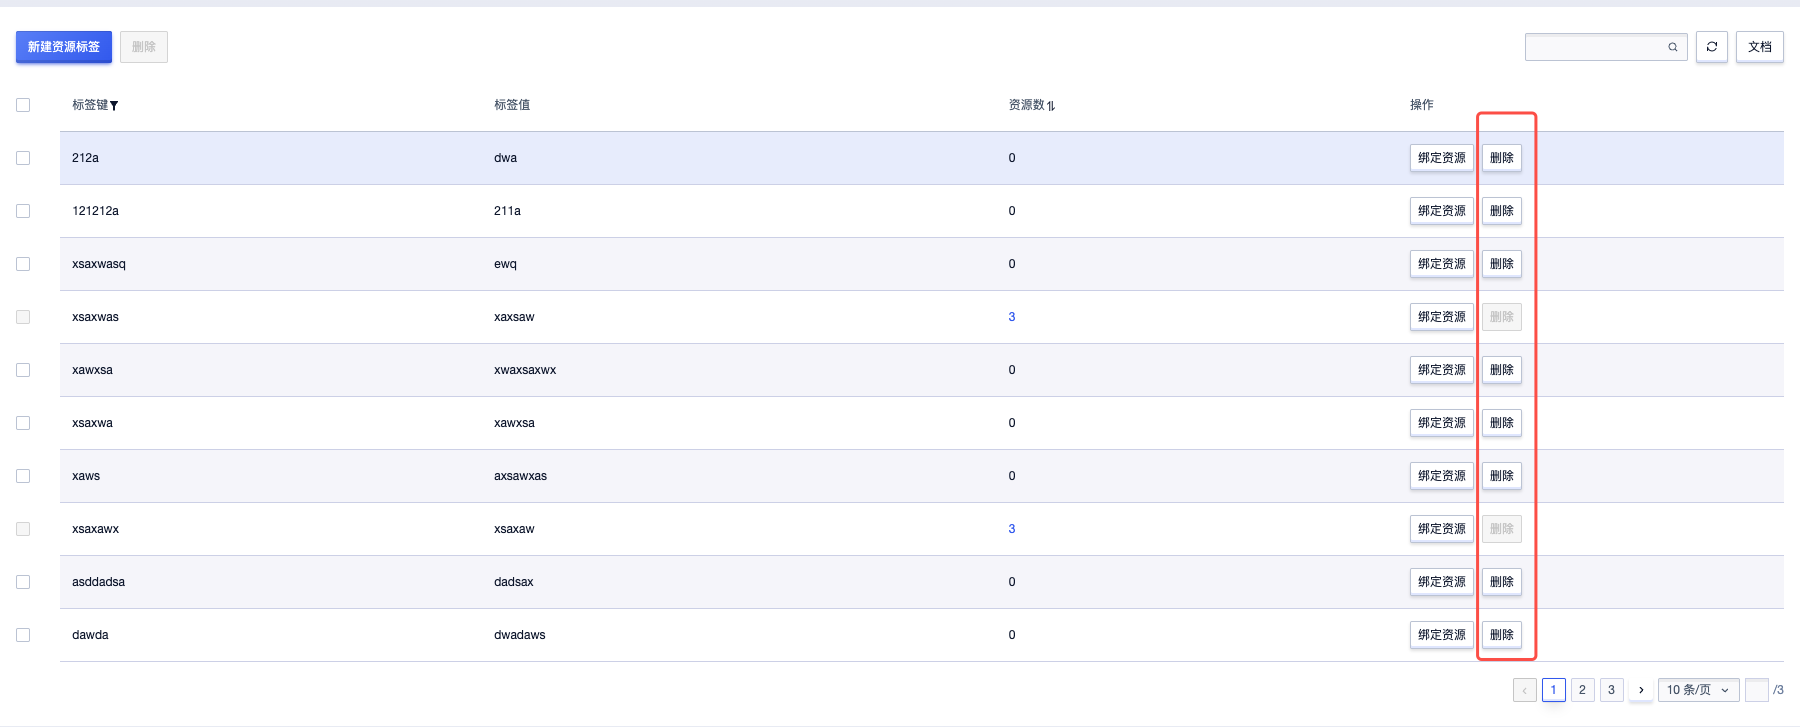 新建资源标签 删除 文档
标签键 标签值 资源数 操作
212a dwa 0 绑定资源 删除
121212a 211a 0 绑定资源 删除
xsaxwasq ewq 0 绑定资源 删除
xsaxwas xaxsaw 3 绑定资源 删除
xawxsa xwaxsaxwx 0 绑定资源 删除
xsaxwa xawxsa 0 绑定资源 删除
xaws axsawxas 0 绑定资源 删除
xsaxawx xsaxaw 3 绑定资源 删除
asddadsa dadsax 0 绑定资源 删除
dawda dwadaws 0 绑定资源 删除
1 2 3 10 条/页 /3